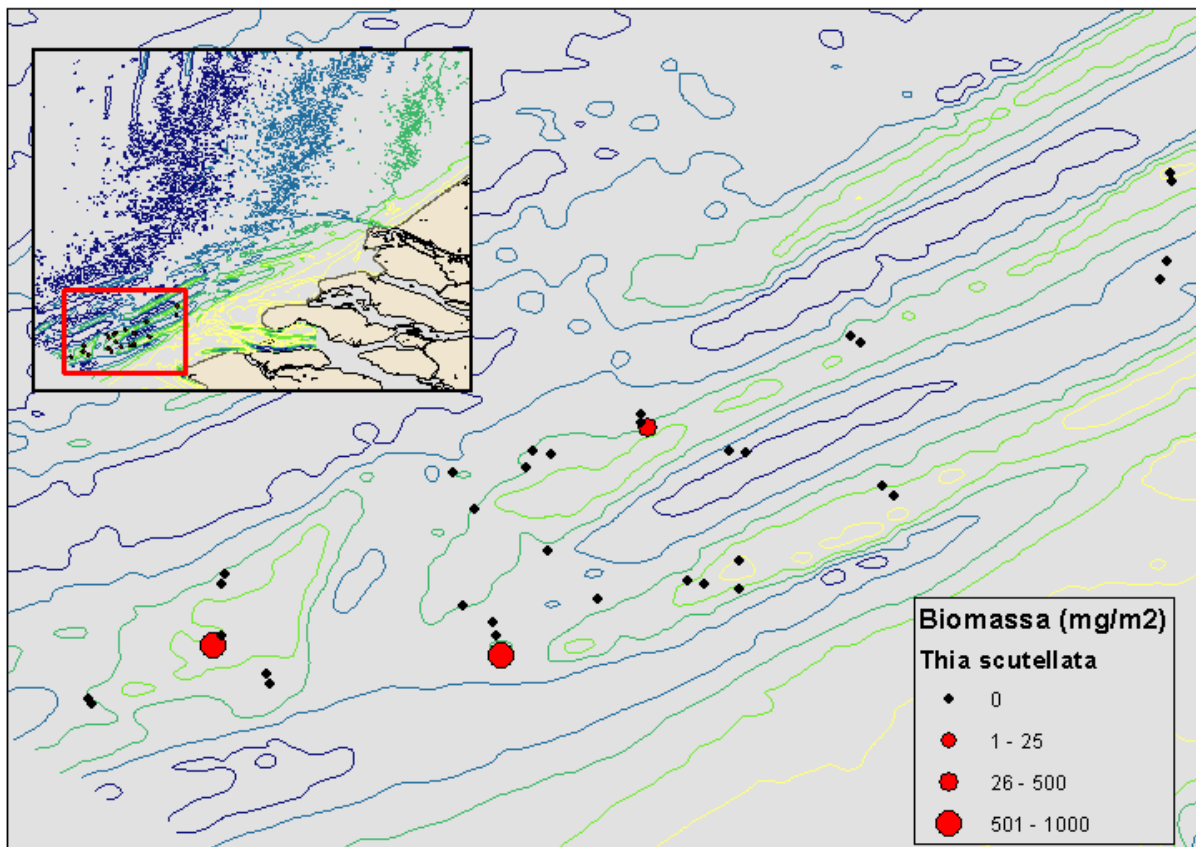 Biomassa (mg/m2)
Thia scutellata
0
1 - 25
26 - 500
501 - 1000